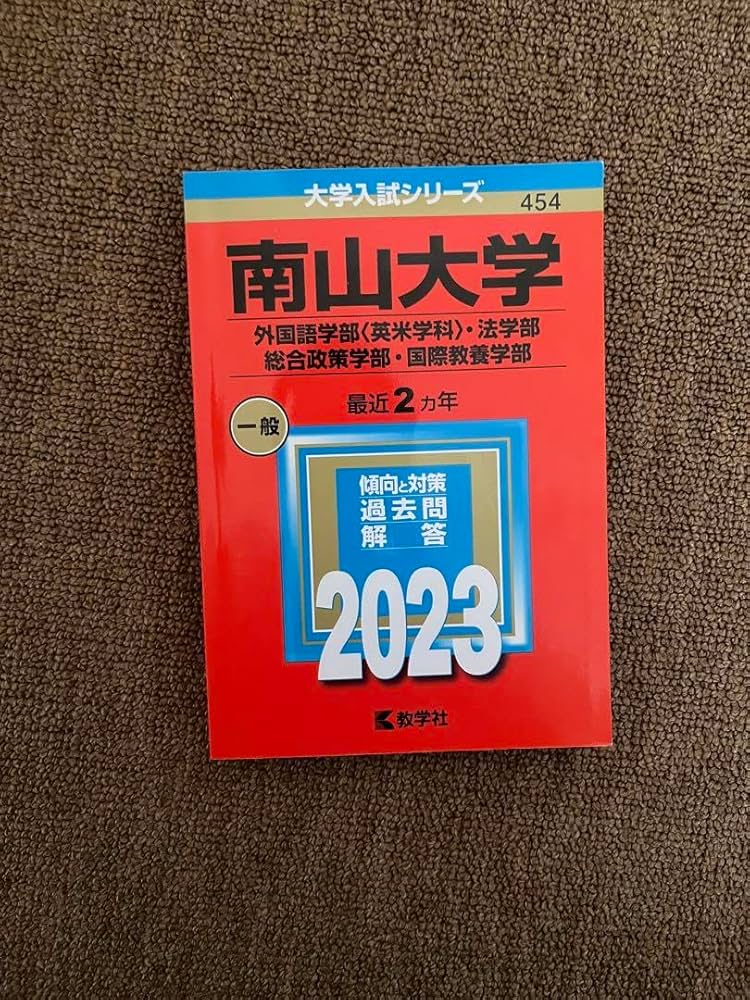 大学入試シリーズ
454
南山大学
外国語学部〈英米学科〉・法学部
総合政策学部・国際教養学部
最近2カ年
一般
傾向と対策
過去問
解答
2023
教学社